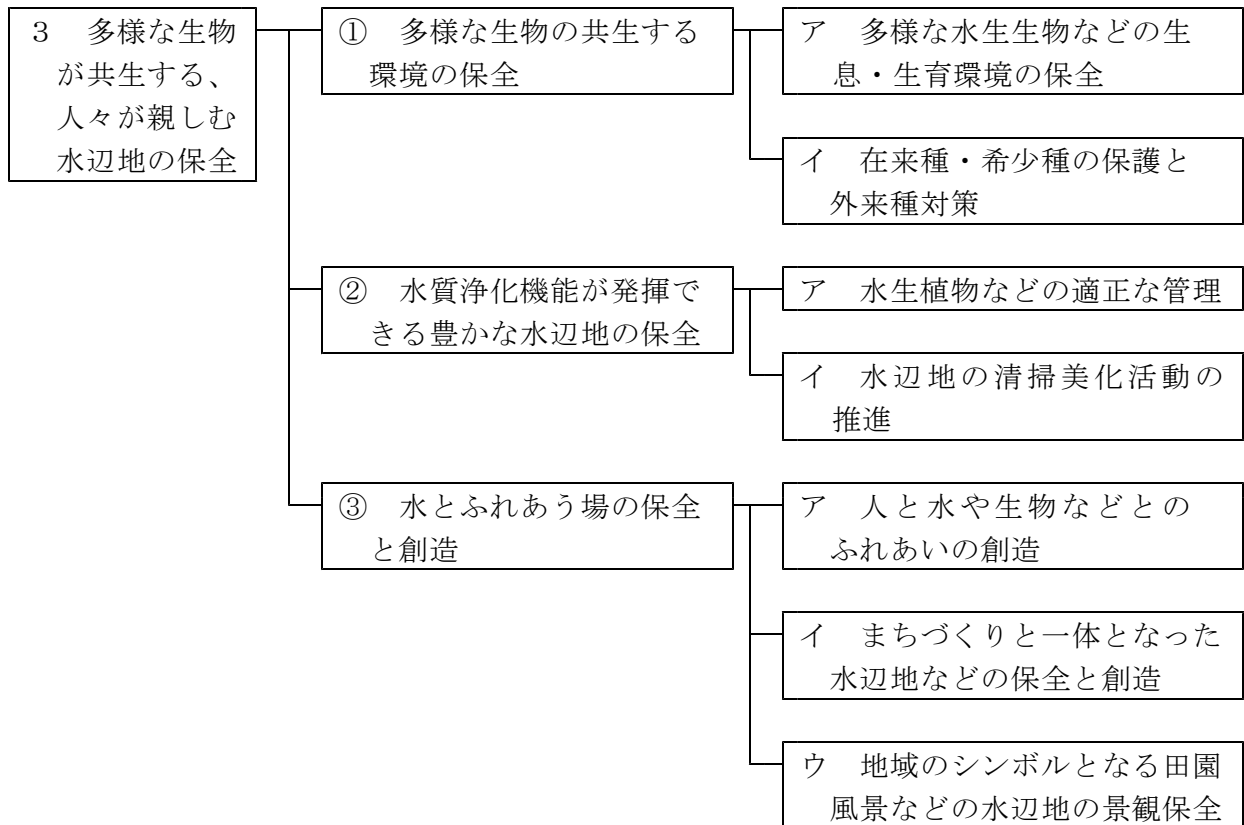 3　多様な生物
が共生する、
人々が親しむ
水辺地の保全
①　多様な生物の共生する
環境の保全
ア　多様な水生生物などの生
息・生育環境の保全
イ　在来種・希少種の保護と
外来種対策
②　水質浄化機能が発揮で
きる豊かな水辺地の保全
ア　水生植物などの適正な管理
イ　水辺地の清掃美化活動の
推進
③　水とふれあう場の保全
と創造
ア　人と水や生物などとの
ふれあいの創造
イ　まちづくりと一体となった
水辺地などの保全と創造
ウ　地域のシンボルとなる田園
風景などの水辺地の景観保全